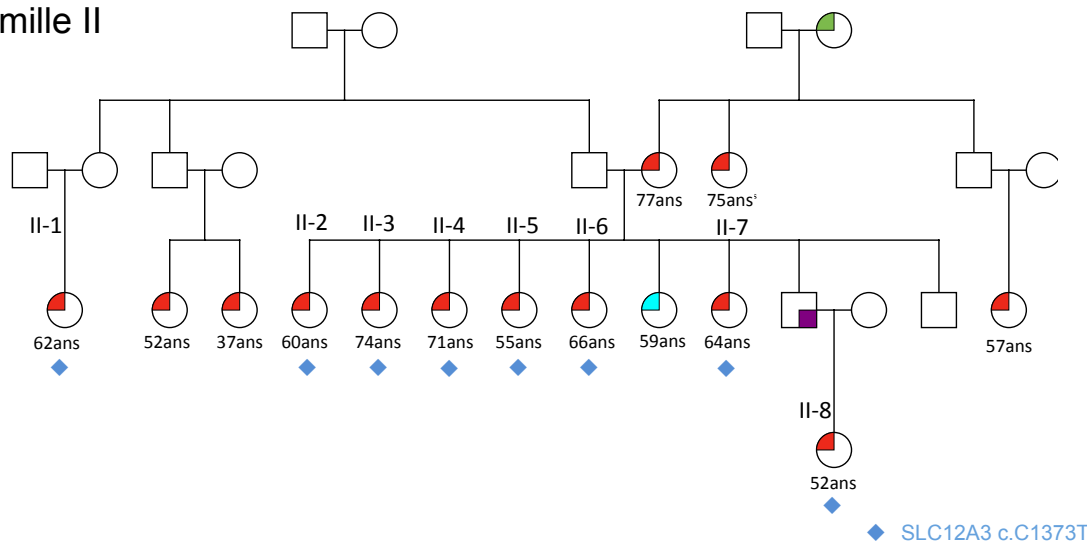 mille II
77ans 75ans
II-1 II-2 II-3 II-4 II-5 II-6 II-7
62ans 52ans 37ans 60ans 74ans 71ans 55ans 66ans 59ans 64ans 57ans
II-8
52ans
SLC12A3 c.C1373T